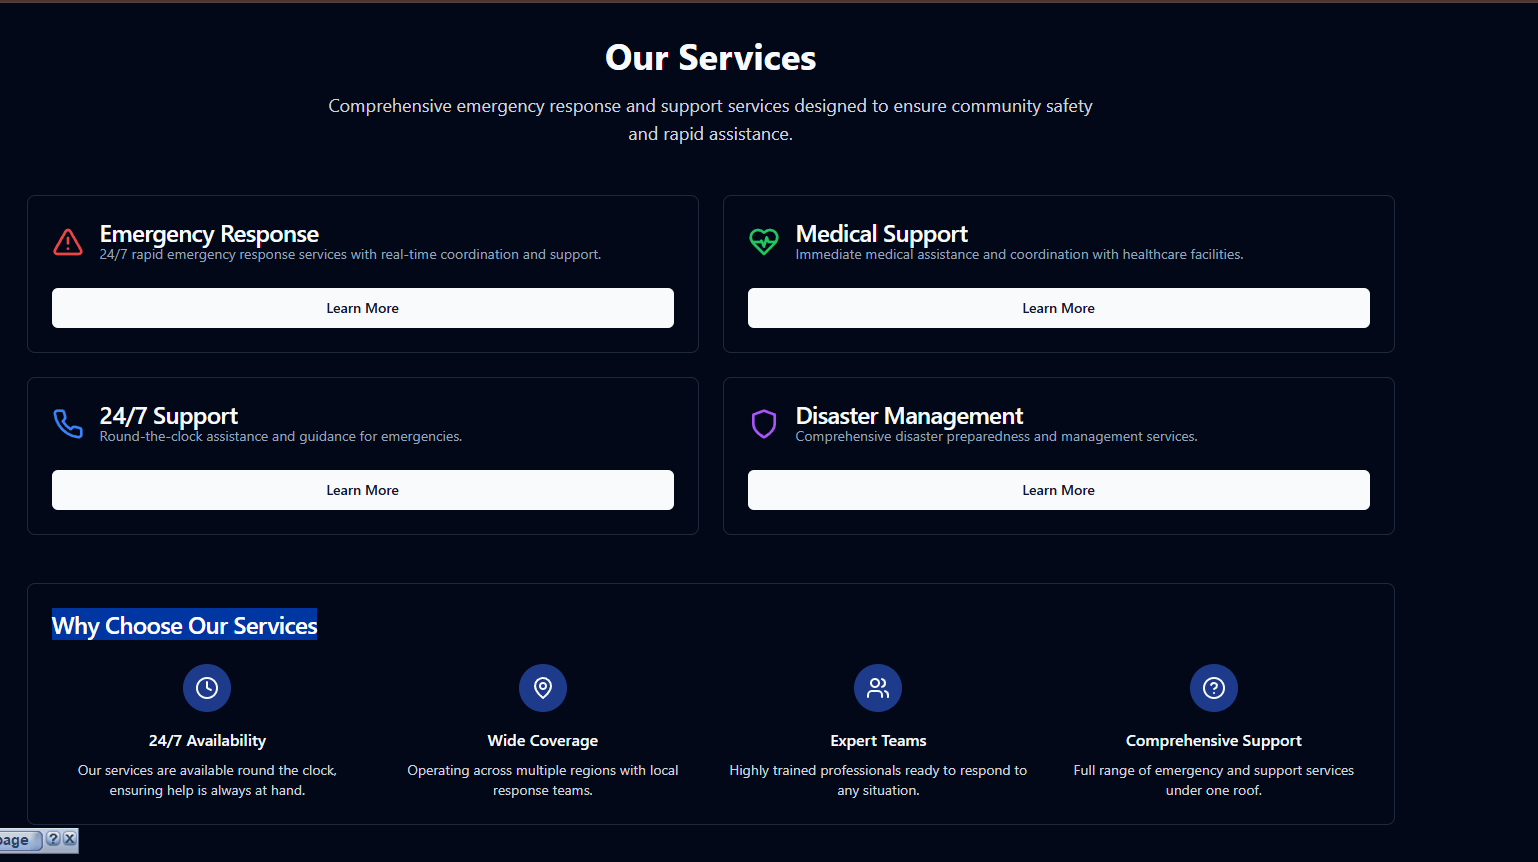 Our Services
Comprehensive emergency response and support services designed to ensure community safety
and rapid assistance.
Emergency Response
24/7 rapid emergency response services with real-time coordination and support.
Learn More
Medical Support
Immediate medical assistance and coordination with healthcare facilities.
Learn More
24/7 Support
Round-the-clock assistance and guidance for emergencies.
Learn More
Disaster Management
Comprehensive disaster preparedness and management services.
Learn More
Why Choose Our Services
24/7 Availability
Our services are available round the clock,
ensuring help is always at hand.
Wide Coverage
Operating across multiple regions with local
response teams.
Expert Teams
Highly trained professionals ready to respond to
any situation.
Comprehensive Support
Full range of emergency and support services
under one roof.
page ? X